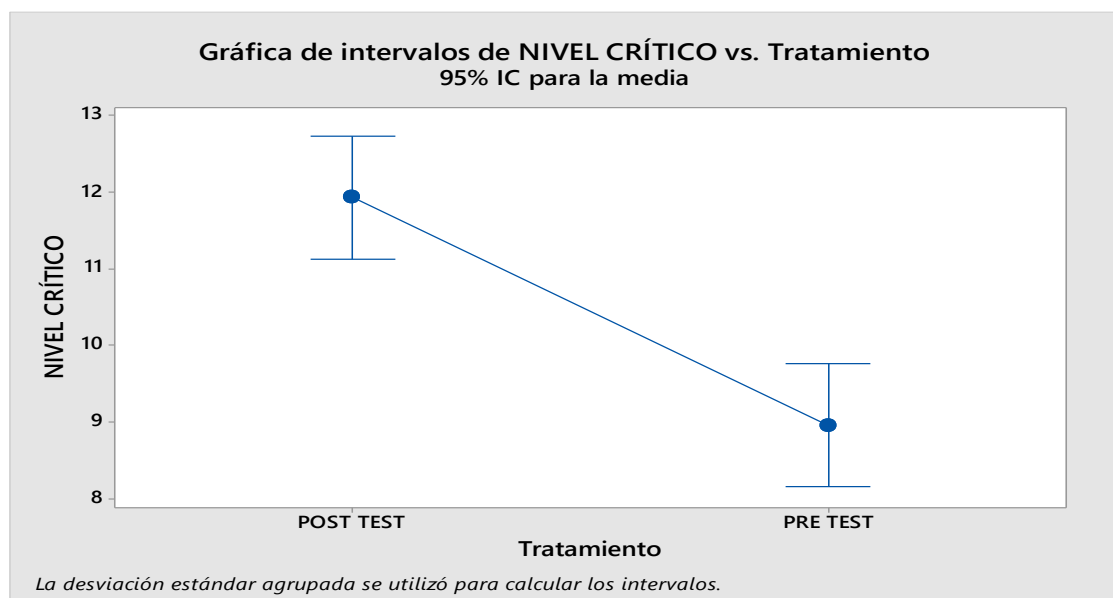 Gráfica de intervalos de NIVEL CRÍTICO vs. Tratamiento
95% IC para la media
13
12
11
10
9
8
NIVEL CRÍTICO
POST TEST
PRE TEST
Tratamiento
La desviación estándar agrupada se utilizó para calcular los intervalos.